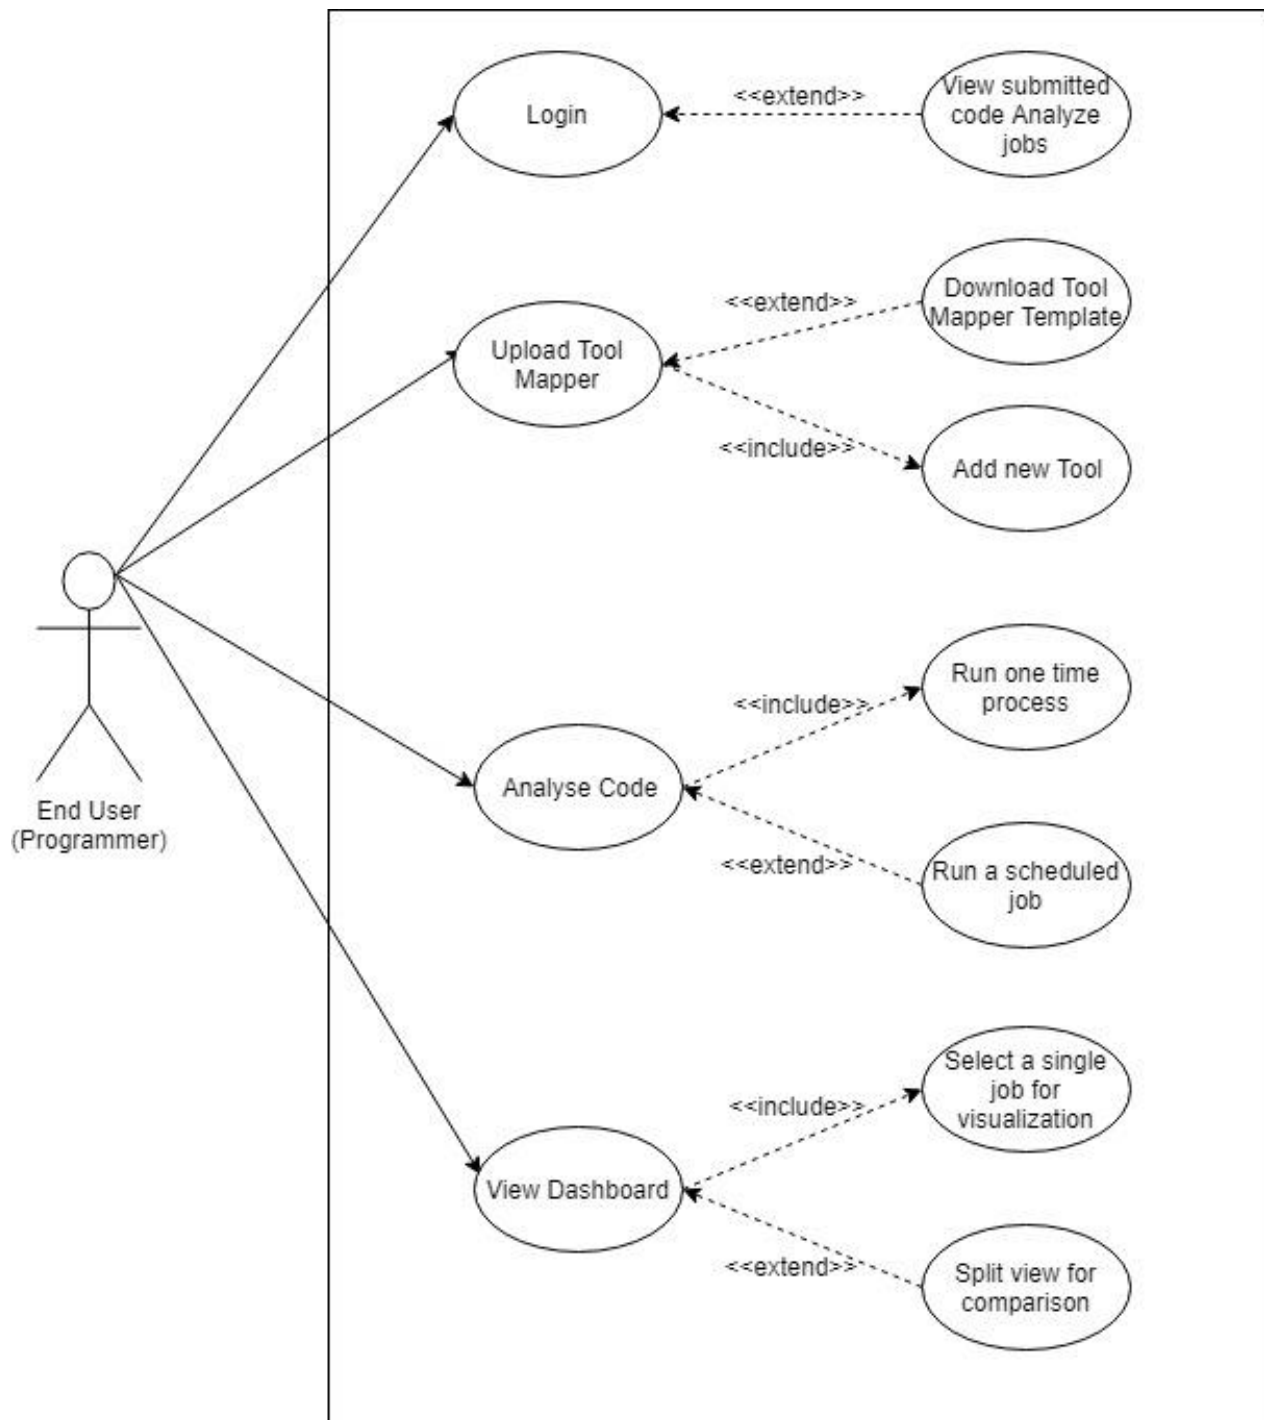 Login
<<extend>>
View submitted
code Analyze
jobs
Upload Tool
Mapper
<<extend>>
Download Tool
Mapper Template
<<include>>
Add new Tool
End User
(Programmer)
Analyse Code
<<include>>
Run one time
process
<<extend>>
Run a scheduled
job
View Dashboard
<<include>>
Select a single
job for
visualization
<<extend>>
Split view for
comparison